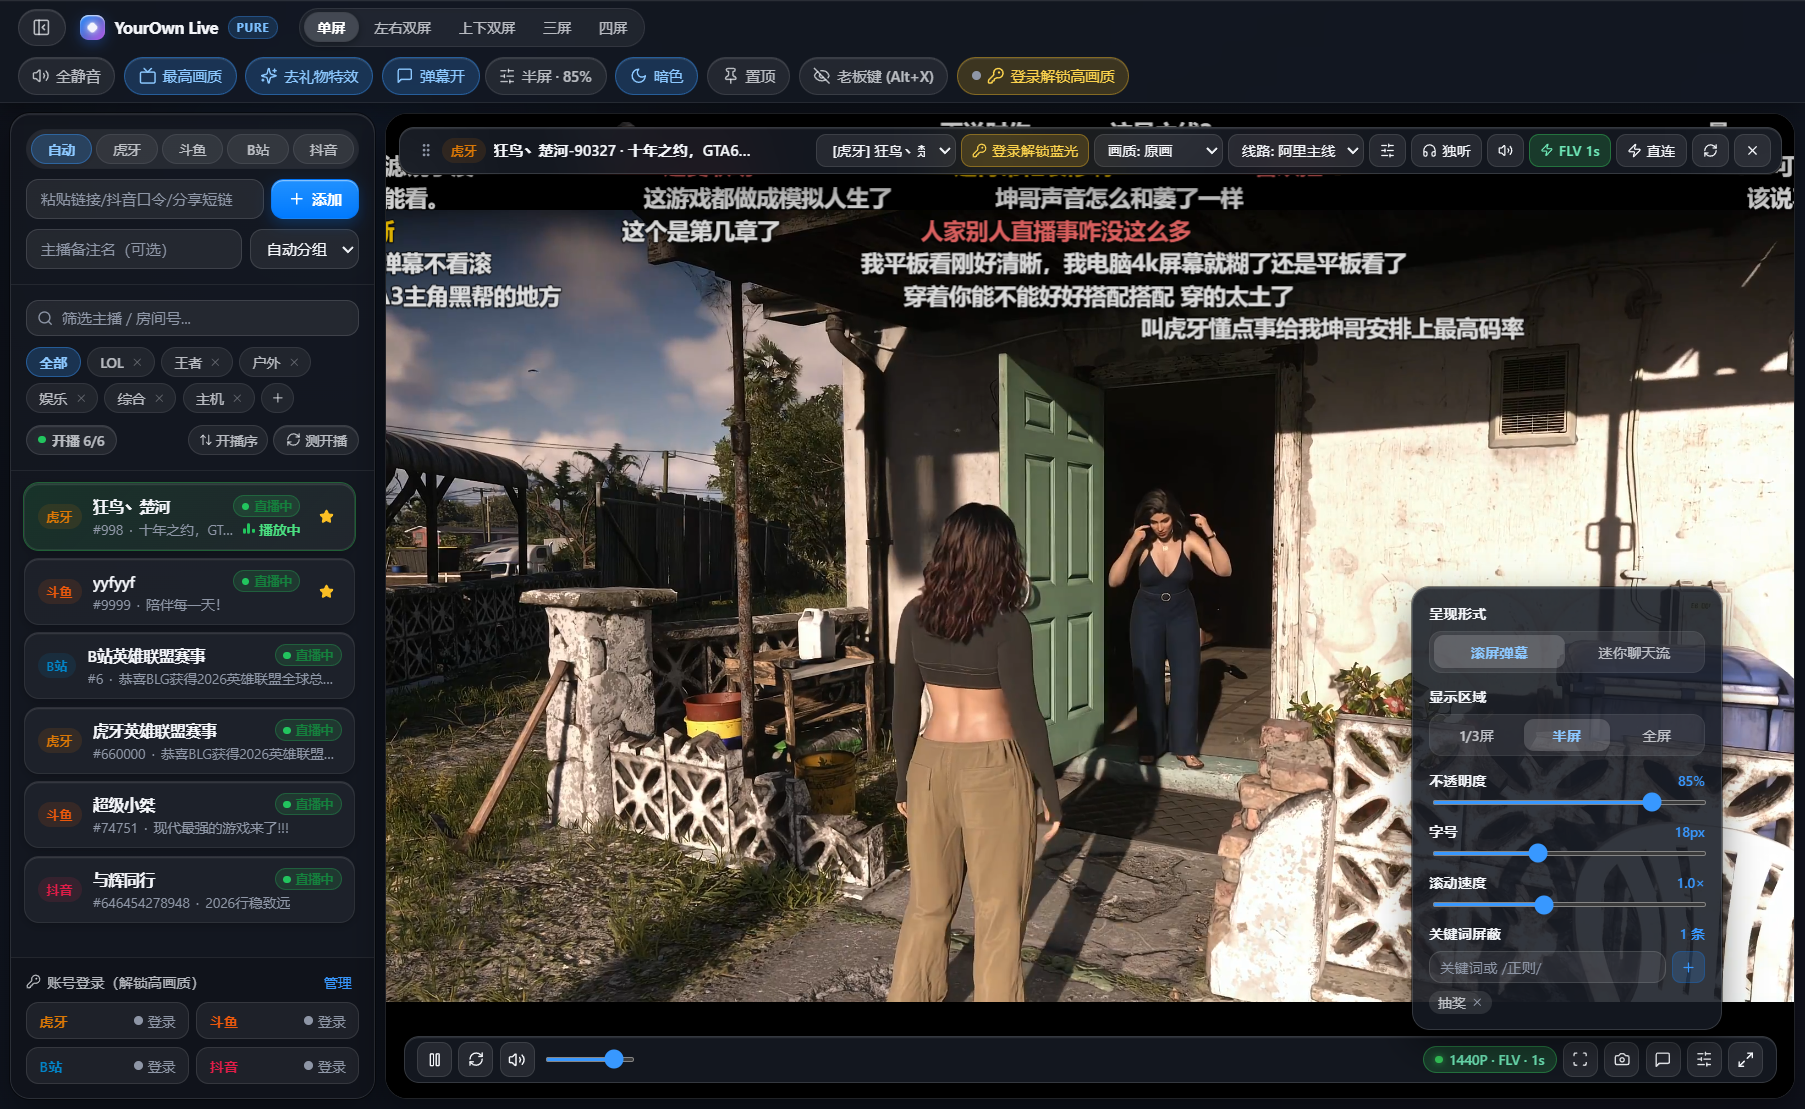 YourOwn Live PURE 单屏 左右双屏 上下双屏 三屏 四屏
全静音 最高画质 去礼物特效 弹幕开 半屏 · 85% 暗色 置顶 老板键 (Alt+X) 登录解锁高画质
自动 虎牙 斗鱼 B站 抖音
粘贴链接/抖音口令/分享短链 添加
主播备注名（可选） 自动分组
筛选主播 / 房间号...
全部 LOL × 王者 × 户外 ×
娱乐 × 综合 × 主机 × +
开播 6/6 开播序 测开播
虎牙 狂鸟丶楚河 直播中
#998 · 十年之约，GT... 播放中
斗鱼 yyfyyf 直播中
#9999 · 陪伴每一天！
B站 B站英雄联盟赛事 直播中
#6 · 恭喜BLG获得2026英雄联盟全球总...
虎牙 虎牙英雄联盟赛事 直播中
#660000 · 恭喜BLG获得2026英雄联盟...
斗鱼 超级小桀 直播中
#74751 · 现代最强的游戏来了!!!
抖音 与辉同行 直播中
#646454278948 · 2026行稳致远
账号登录（解锁高画质） 管理
虎牙 登录 斗鱼 登录
B站 登录 抖音 登录
虎牙 狂鸟丶楚河-90327 · 十年之约，GTA6... [虎牙] 狂鸟丶 登录解锁蓝光 画质: 原画 线路: 阿里主线 独听 FLV 1s 直连
能看。 这游戏都做成模拟人生了 坤哥声音怎么和萎了一样 该说
这个是第几章了 人家别人直播事咋没这么多
弹幕不看滚 我平板看刚好清晰，我电脑4k屏幕就糊了还是平板看了
A3主角黑帮的地方 穿着你能不能好好搭配搭配 穿的太土了
叫虎牙懂点事给我坤哥安排上最高码率
呈现形式
滚屏弹幕 迷你聊天流
显示区域
1/3屏 半屏 全屏
不透明度 85%
字号 18px
滚动速度 1.0×
关键词屏蔽 1 条
关键词或 /正则/ +
抽奖 ×
1440P · FLV · 1s